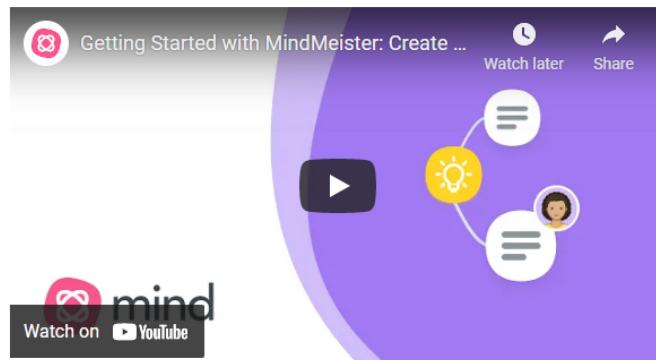 Getting Started with MindMeister: Create ...
Watch later
Share
mind
Watch on YouTube